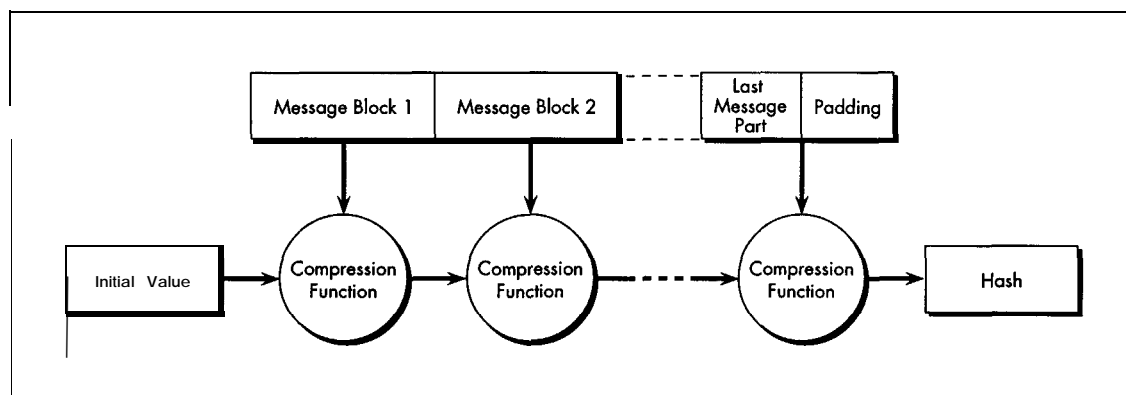 Message Block 1
Message Block 2
Last
Message
Part
Padding
Initial Value
Compression
Function
Compression
Function
Compression
Function
Hash